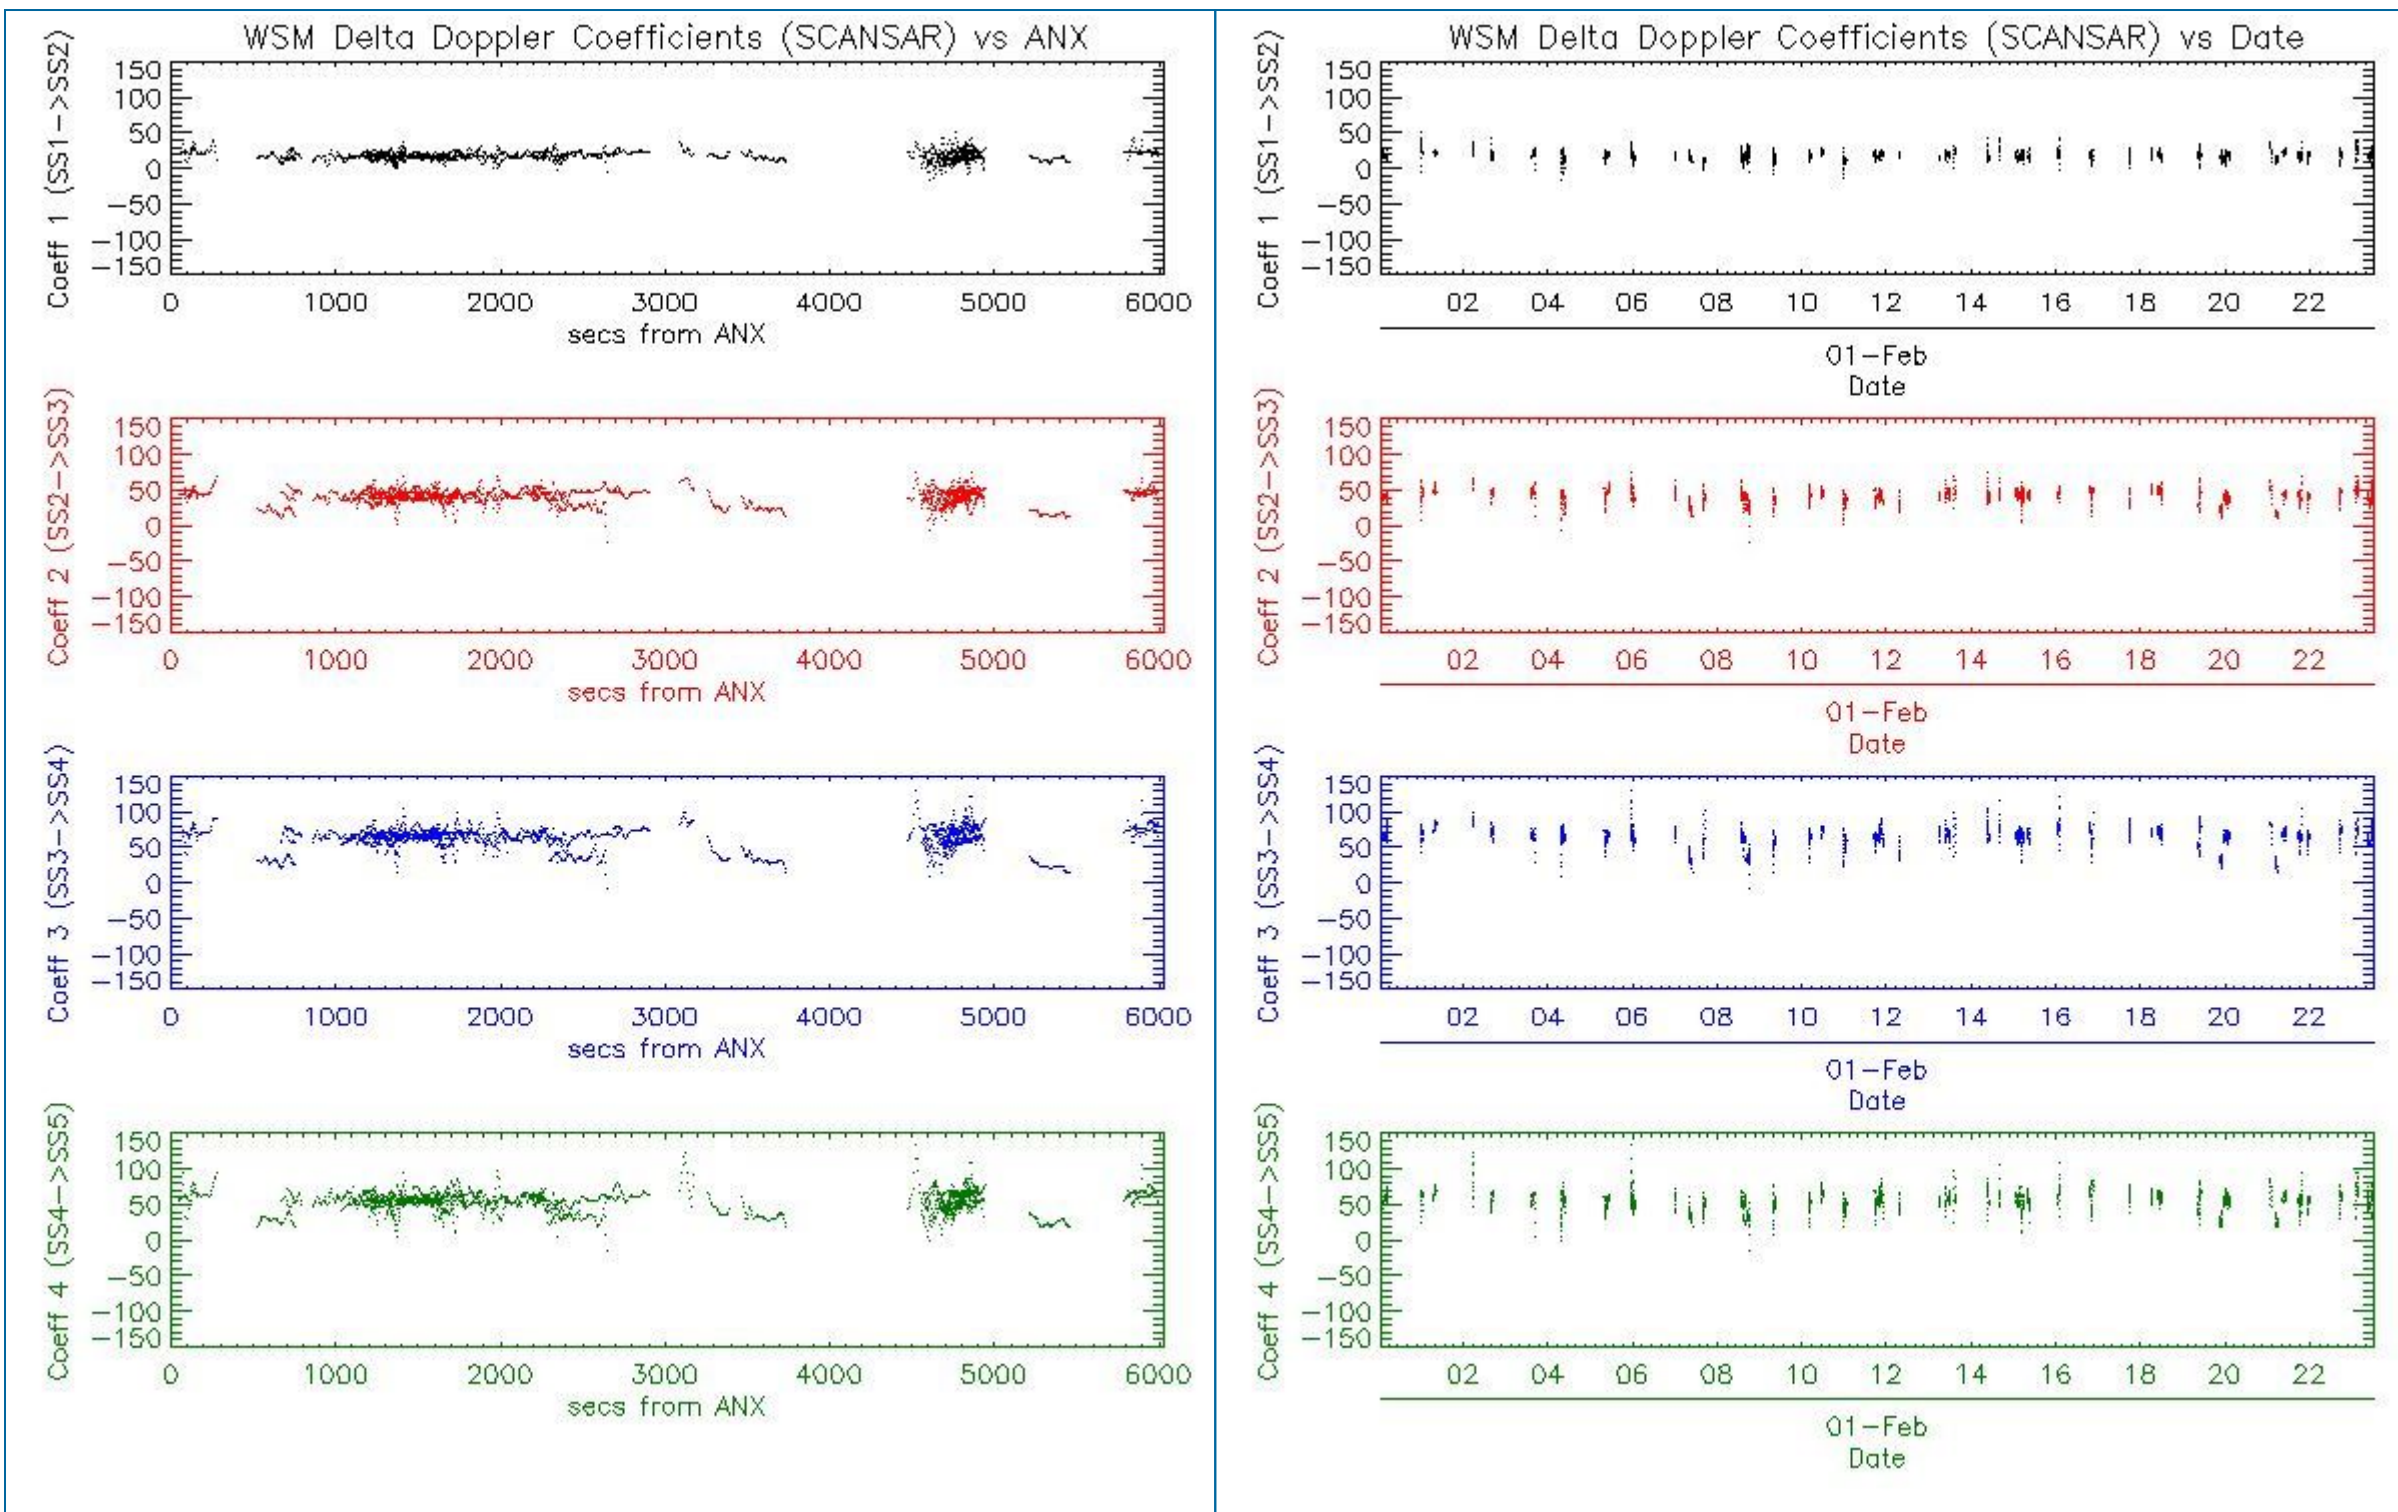 WSM Delta Doppler Coefficients (SCANSAR) vs ANX
Coeff 1 (SS1->SS2)
150
100
50
0
-50
-100
-150
0 1000 2000 3000 4000 5000 6000
secs from ANX
Coeff 2 (SS2->SS3)
150
100
50
0
-50
-100
-150
0 1000 2000 3000 4000 5000 6000
secs from ANX
Coeff 3 (SS3->SS4)
150
100
50
0
-50
-100
-150
0 1000 2000 3000 4000 5000 6000
secs from ANX
Coeff 4 (SS4->SS5)
150
100
50
0
-50
-100
-150
0 1000 2000 3000 4000 5000 6000
secs from ANX
WSM Delta Doppler Coefficients (SCANSAR) vs Date
Coeff 1 (SS1->SS2)
150
100
50
0
-50
-100
-150
02 04 06 08 10 12 14 16 18 20 22
01-Feb
Date
Coeff 2 (SS2->SS3)
150
100
50
0
-50
-100
-150
02 04 06 08 10 12 14 16 18 20 22
01-Feb
Date
Coeff 3 (SS3->SS4)
150
100
50
0
-50
-100
-150
02 04 06 08 10 12 14 16 18 20 22
01-Feb
Date
Coeff 4 (SS4->SS5)
150
100
50
0
-50
-100
-150
02 04 06 08 10 12 14 16 18 20 22
01-Feb
Date